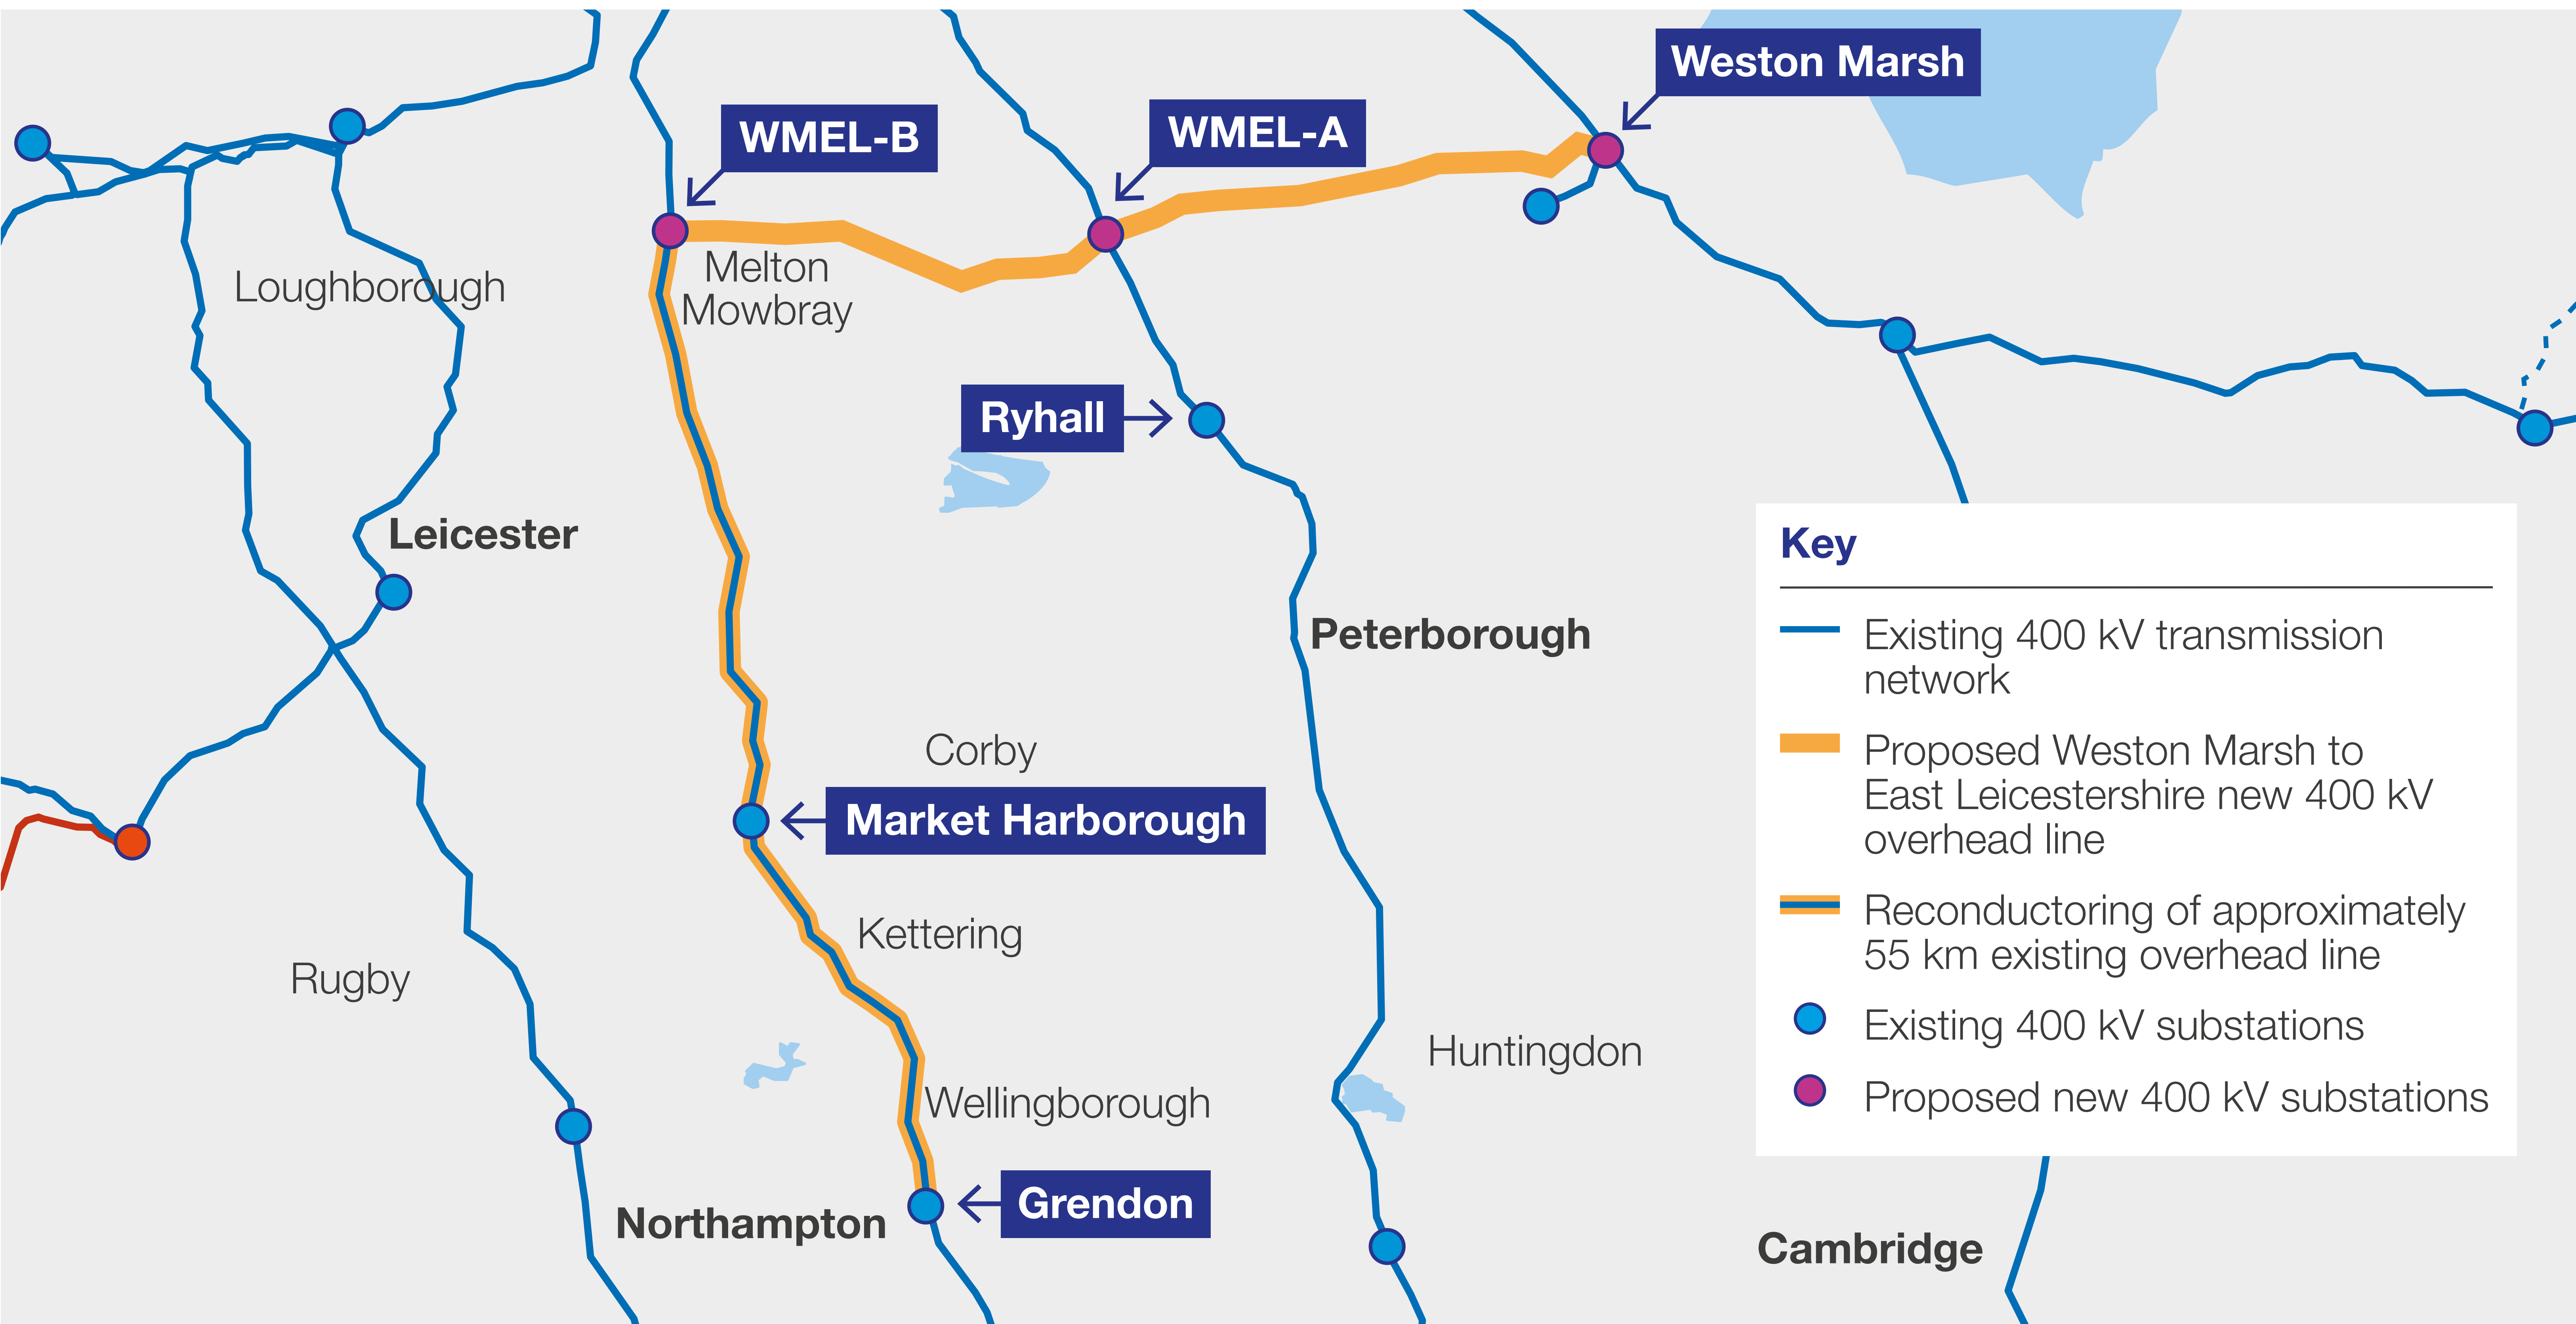 Weston Marsh
WMEL-B
WMEL-A
Melton
Mowbray
Loughborough
Ryhall
Leicester
Peterborough
Corby
Market Harborough
Kettering
Rugby
Huntingdon
Wellingborough
Grendon
Northampton
Cambridge
Key
Existing 400 kV transmission
network
Proposed Weston Marsh to
East Leicestershire new 400 kV
overhead line
Reconductoring of approximately
55 km existing overhead line
Existing 400 kV substations
Proposed new 400 kV substations